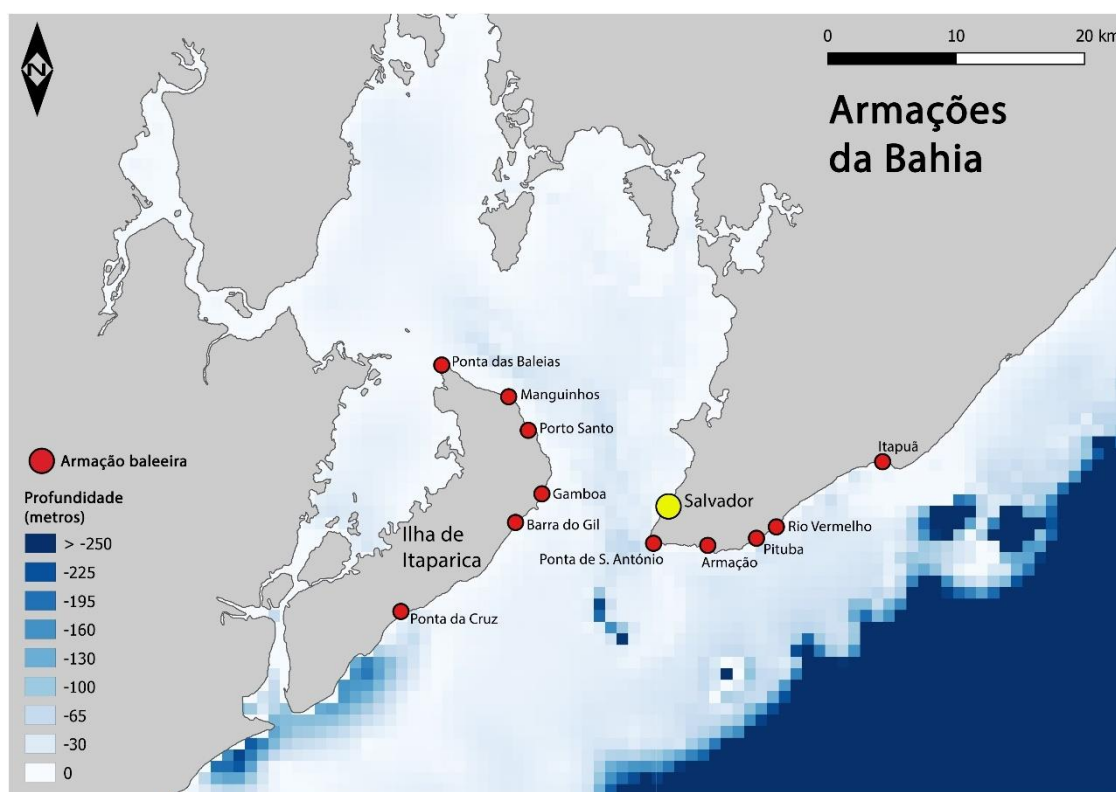 N
0
10
20 km
Armações
da Bahia
Ponta das Baleias
Manguinhos
Porto Santo
Itapuâ
Armação baleeira
Gamboa
Salvador
Profundidade
(metros)
Barra do Gil
Rio Vermelho
Ilha de
Itaparica
Pituba
Ponta de S. António
Armação
Ponta da Cruz
> -250
-225
-195
-160
-130
-100
-65
-30
0